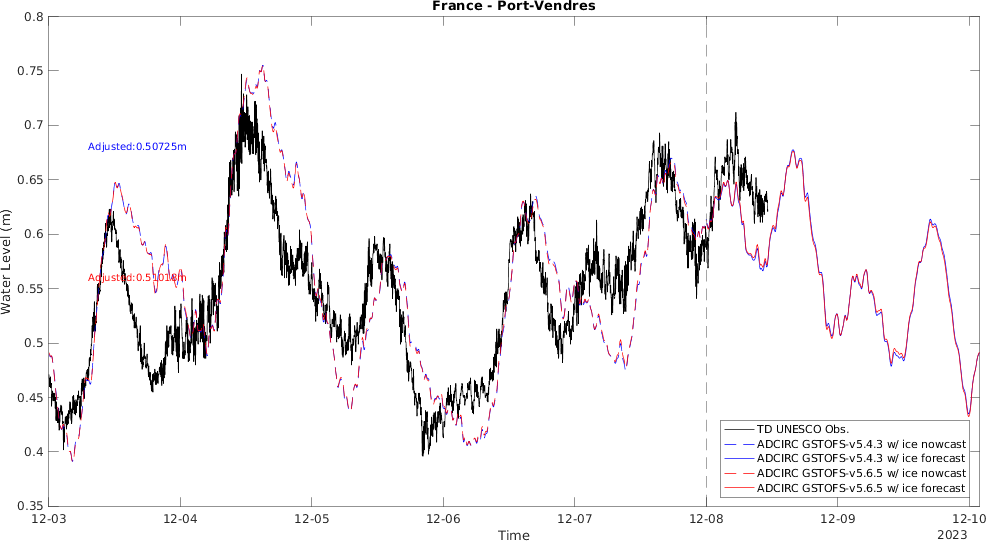 France - Port-Vendres
0.8
0.75
0.7
0.65
0.6
0.55
0.5
0.45
0.4
0.35
Water Level (m)
Adjusted:0.50725m
Adjusted:0.51018m
TD UNESCO Obs.
ADCIRC GSTOFS-v5.4.3 w/ ice nowcast
ADCIRC GSTOFS-v5.4.3 w/ ice forecast
ADCIRC GSTOFS-v5.6.5 w/ ice nowcast
ADCIRC GSTOFS-v5.6.5 w/ ice forecast
12-03 12-04 12-05 12-06 12-07 12-08 12-09 12-10
Time
2023